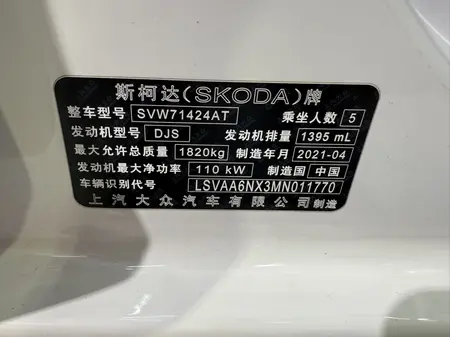 斯柯达(SKODA)牌
整车型号 SVW71424AT 乘坐人数 5
发动机型号 DJS 发动机排量 1395 mL
最大允许总质量 1820kg 制造年月 2021-04
发动机最大净功率 110 kW 制造国 中国
车辆识别代号 LSVAA6NX3MN011770
上汽大众汽车有限公司 制造